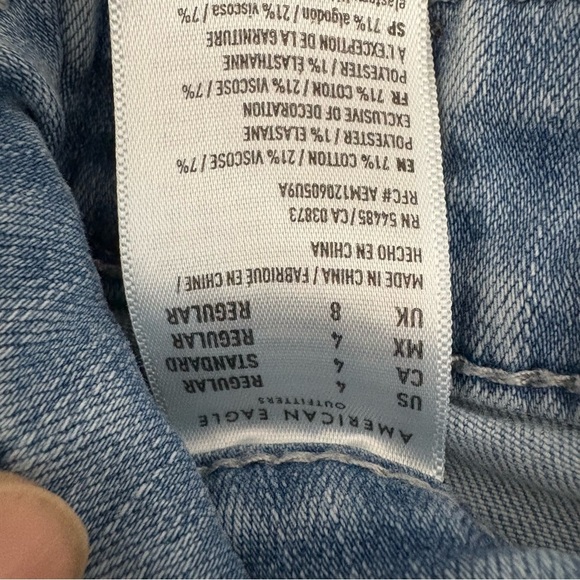 AMERICAN EAGLE
OUTFITTERS
US 4 REGULAR
CA 4 STANDARD
MX 4 REGULAR
UK 8 REGULAR
MADE IN CHINA / FABRIQUÉ EN CHINE /
HECHO EN CHINA
RN 54485 / CA 03873
RFC# AEM120605U9A
EN 71% COTTON / 21% VISCOSE / 7%
POLYESTER / 1% ELASTANE
EXCLUSIVE OF DECORATION
FR 71% COTON / 21% VISCOSE / 7%
POLYESTER / 1% ÉLASTHANNE
À L'EXCEPTION DE LA GARNITURE
SP 71% algodón / 21% viscosa / 7%